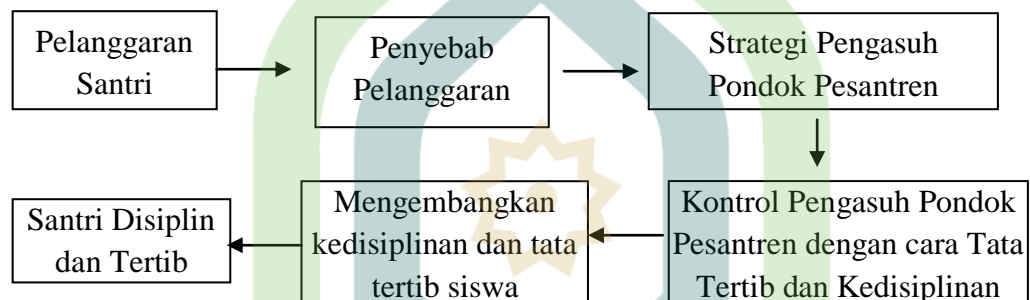 Pelanggaran
Santri
Penyebab
Pelanggaran
Strategi Pengasuh
Pondok Pesantren
Kontrol Pengasuh Pondok
Pesantren dengan cara Tata
Tertib dan Kedisiplinan
Mengembangkan
kedisiplinan dan tata
tertib siswa
Santri Disiplin
dan Tertib